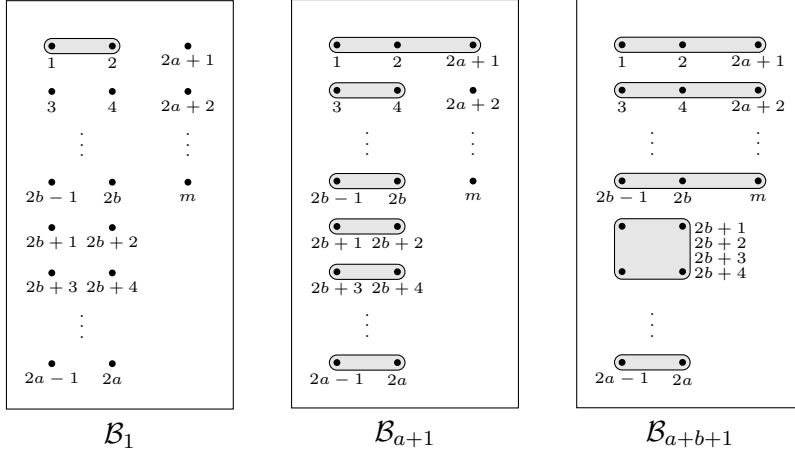 1 2 2a + 1
3 4 2a + 2
2b − 1 2b m
2b + 1 2b + 2
2b + 3 2b + 4
2a − 1 2a
B₁
1 2 2a + 1
3 4 2a + 2
2b − 1 2b m
2b + 1 2b + 2
2b + 3 2b + 4
2a − 1 2a
Bₐ₊₁
1 2 2a + 1
3 4 2a + 2
2b − 1 2b m
2b + 1
2b + 2
2b + 3
2b + 4
2a − 1 2a
B_{a+b+1}